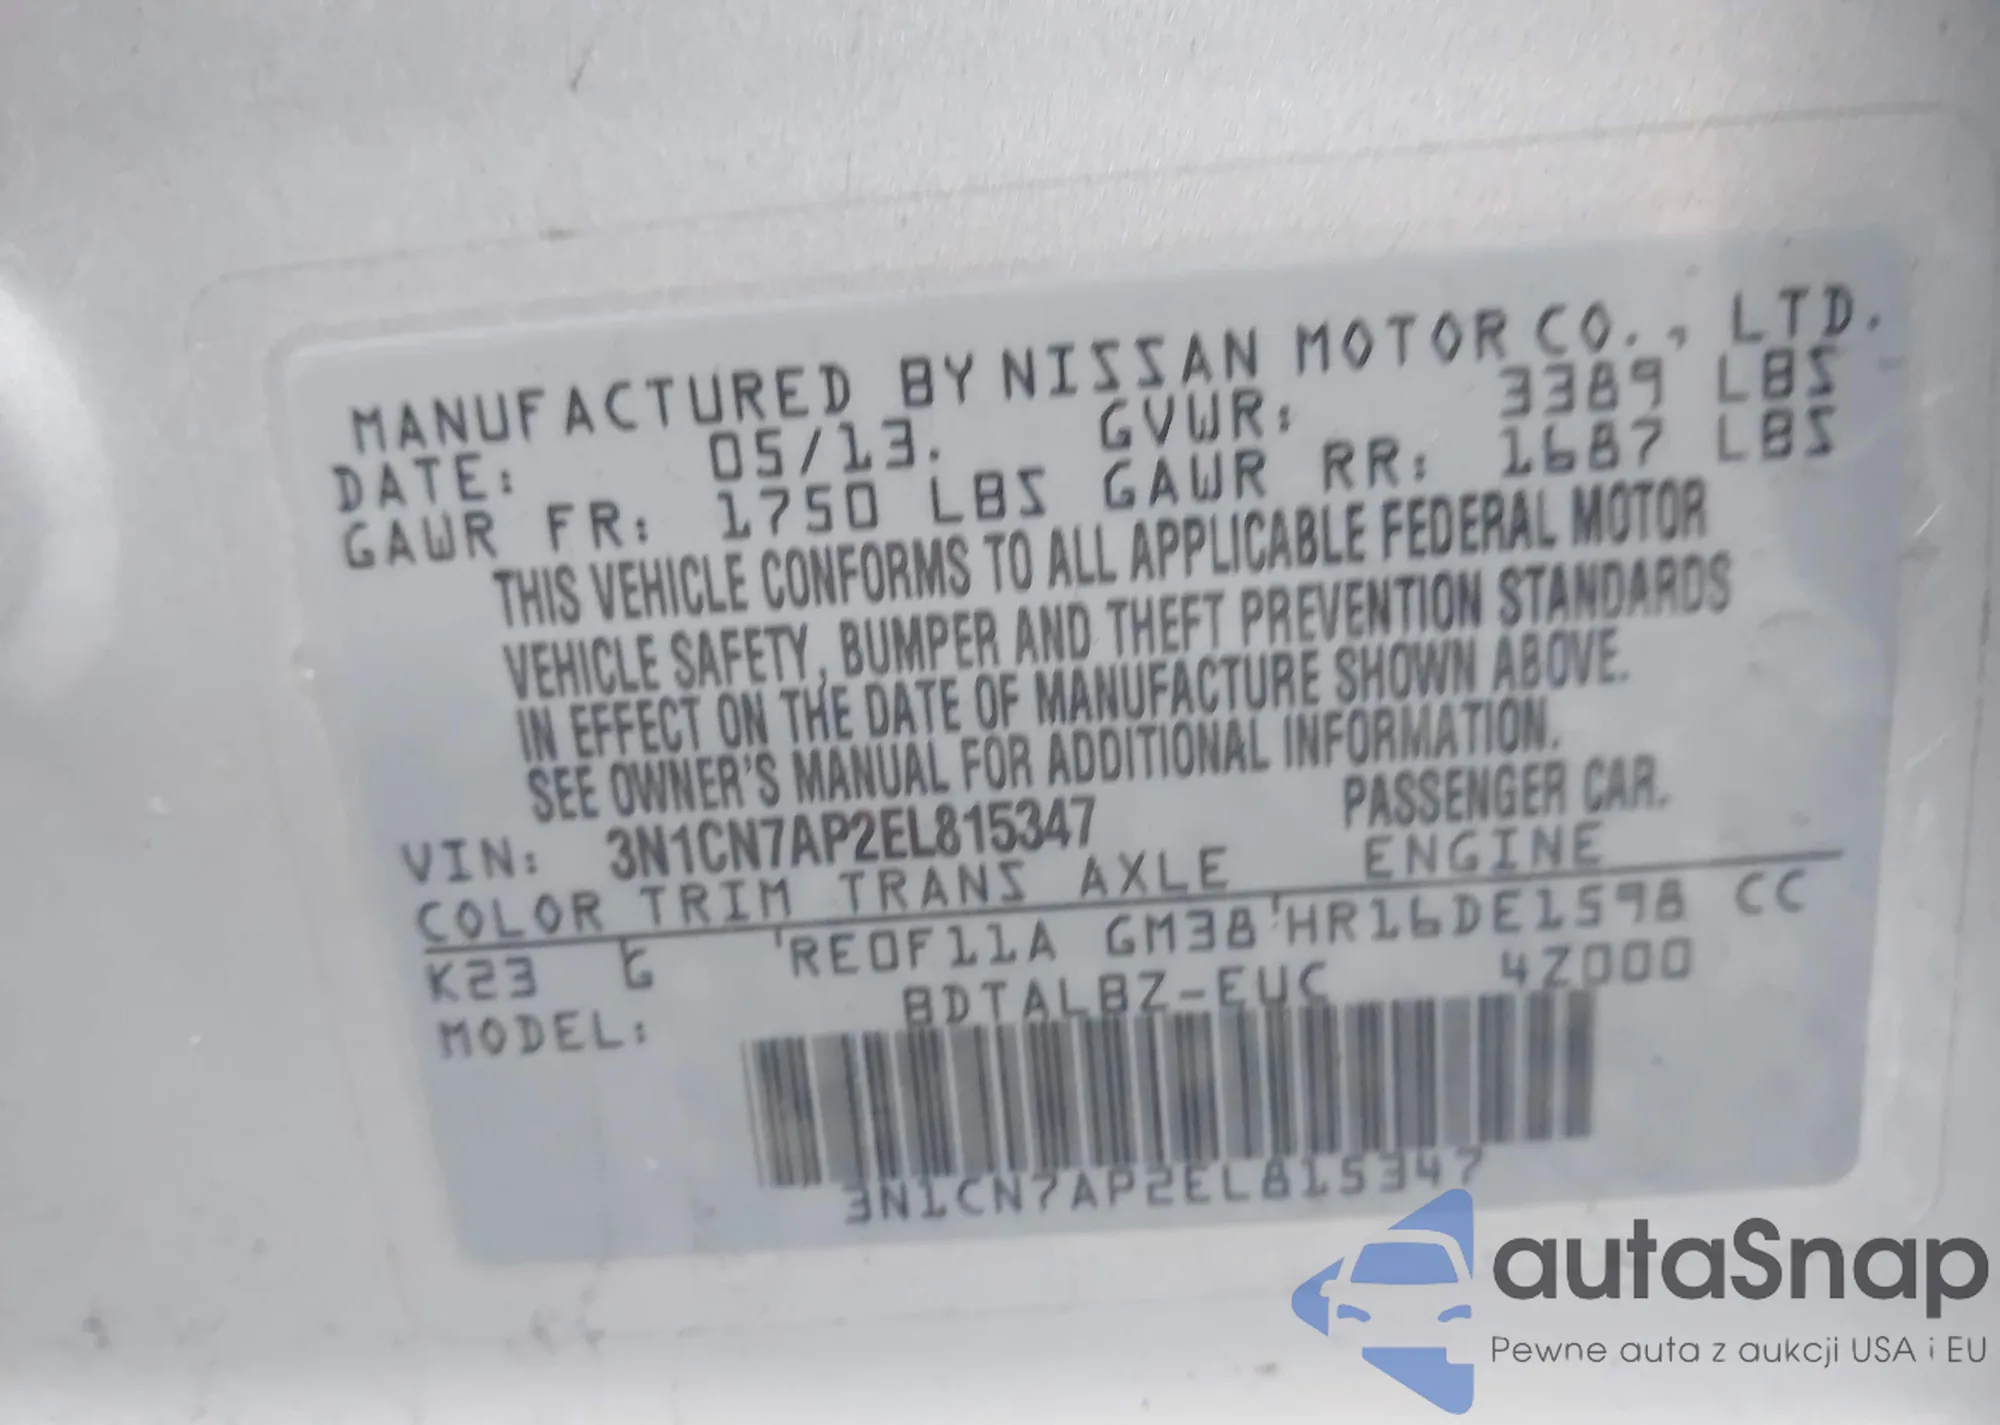 MANUFACTURED BY NISSAN MOTOR CO., LTD.
DATE: 05/13. GVWR: 3389 LBS
GAWR FR: 1750 LBS GAWR RR: 1687 LBS
THIS VEHICLE CONFORMS TO ALL APPLICABLE FEDERAL MOTOR
VEHICLE SAFETY, BUMPER AND THEFT PREVENTION STANDARDS
IN EFFECT ON THE DATE OF MANUFACTURE SHOWN ABOVE.
SEE OWNER'S MANUAL FOR ADDITIONAL INFORMATION.
VIN: 3N1CN7AP2EL815347 PASSENGER CAR.
COLOR TRIM TRANS AXLE ENGINE
K23 G RE0F11A GM38 HR16DE1598 CC
MODEL: BDTALBZ-EUC 4Z000
3N1CN7AP2EL815347
autaSnap
Pewne auta z aukcji USA i EU